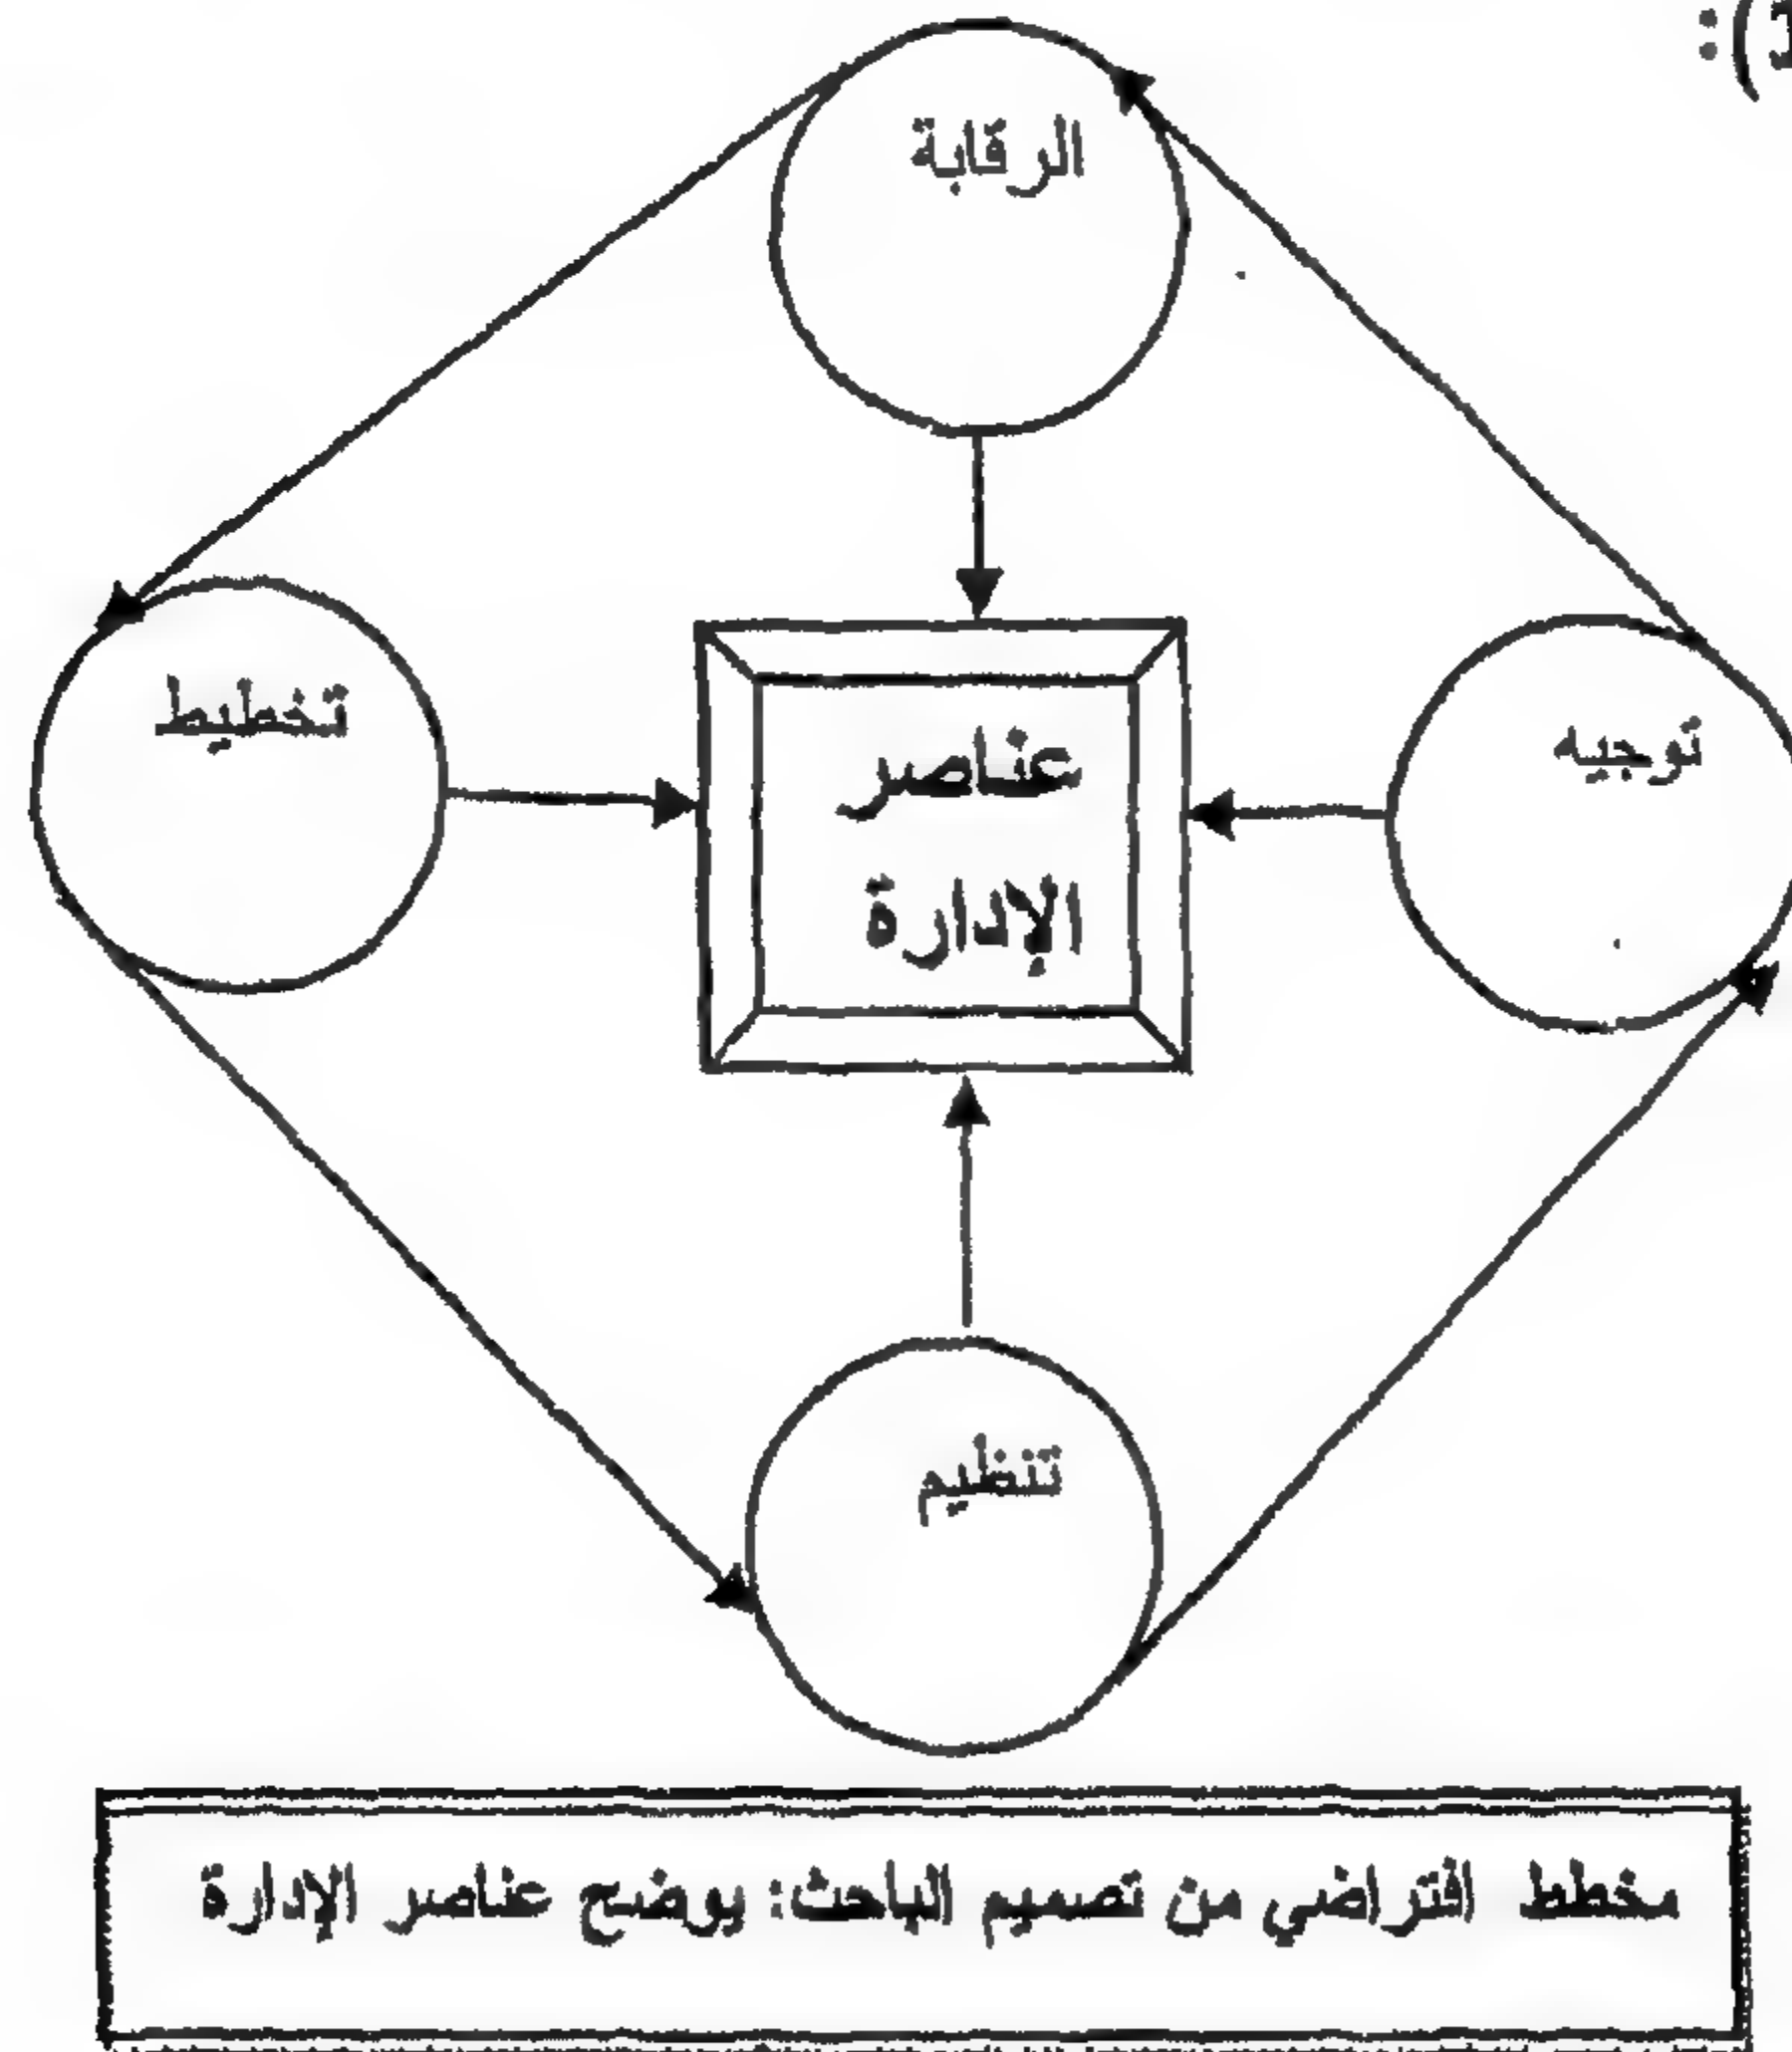 الرقابة
توجيه
تخطيط
عناصر
الإدارة
تنظيم
مخطط افتراضي من تصميم الباحث: يوضح عناصر الإدارة